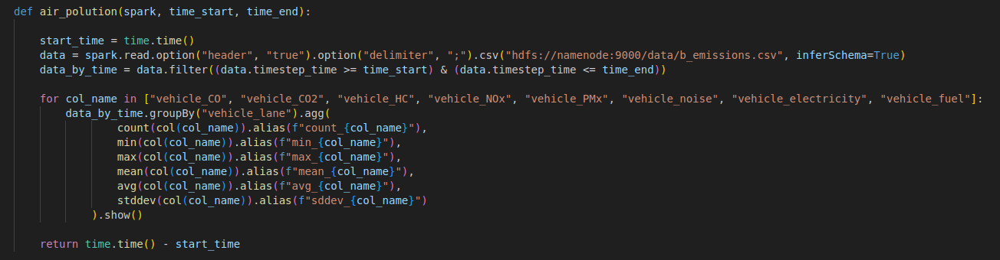 def air_polution(spark, time_start, time_end):
start_time = time.time()
data = spark.read.option("header", "true").option("delimiter", ";").csv("hdfs://namenode:9000/data/b_emissions.csv", inferSchema=True)
data_by_time = data.filter((data.timestep_time >= time_start) & (data.timestep_time <= time_end))
for col_name in ["vehicle_CO", "vehicle_CO2", "vehicle_HC", "vehicle_NOx", "vehicle_PMx", "vehicle_noise", "vehicle_electricity", "vehicle_fuel"]:
data_by_time.groupBy("vehicle_lane").agg(
count(col(col_name)).alias(f"count_{col_name}"),
min(col(col_name)).alias(f"min_{col_name}"),
max(col(col_name)).alias(f"max_{col_name}"),
mean(col(col_name)).alias(f"mean_{col_name}"),
avg(col(col_name)).alias(f"avg_{col_name}"),
stddev(col(col_name)).alias(f"sddev_{col_name}")
).show()
return time.time() - start_time